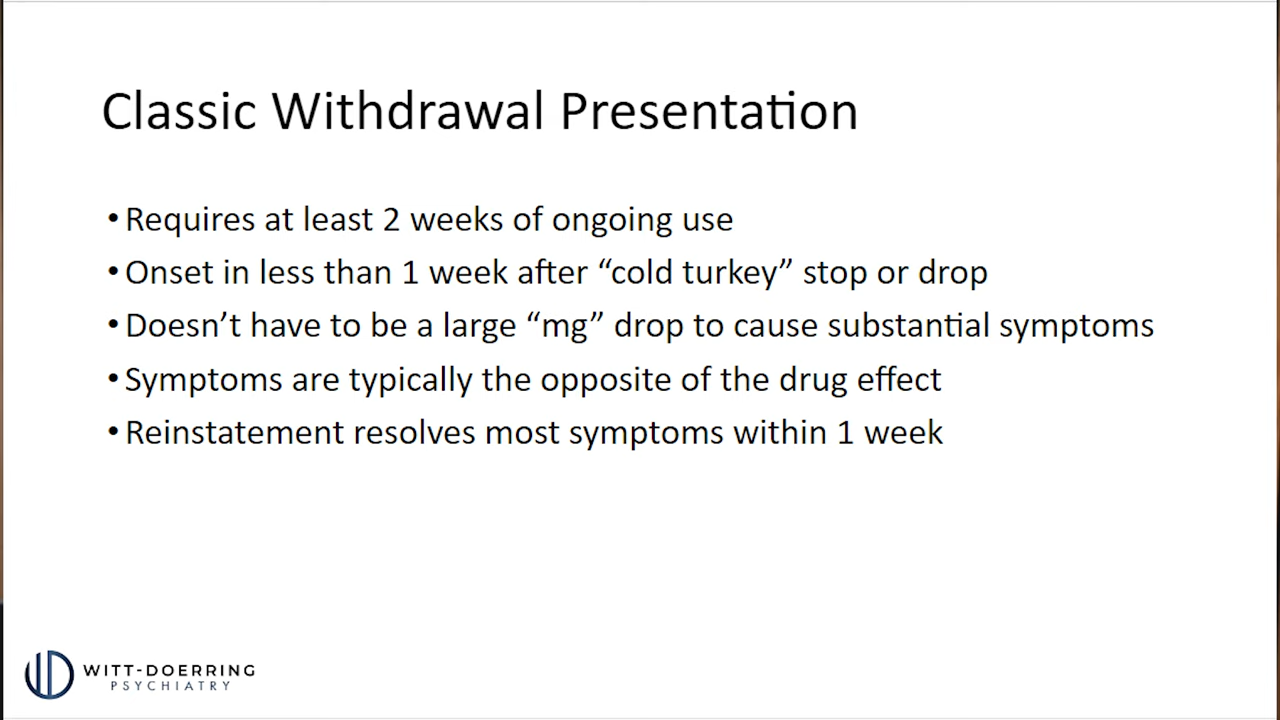 Classic Withdrawal Presentation
•Requires at least 2 weeks of ongoing use
•Onset in less than 1 week after “cold turkey” stop or drop
•Doesn’t have to be a large “mg” drop to cause substantial symptoms
•Symptoms are typically the opposite of the drug effect
•Reinstatement resolves most symptoms within 1 week
WITT-DOERRING
PSYCHIATRY